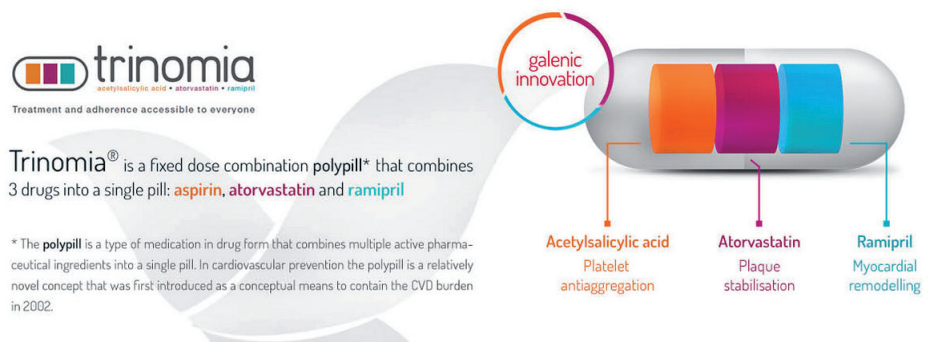 trinomia
acetylsalicylic acid • atorvastatin • ramipril
Treatment and adherence accessible to everyone
Trinomia® is a fixed dose combination polypill* that combines
3 drugs into a single pill: aspirin, atorvastatin and ramipril
* The polypill is a type of medication in drug form that combines multiple active pharma-
ceutical ingredients into a single pill. In cardiovascular prevention the polypill is a relatively
novel concept that was first introduced as a conceptual means to contain the CVD burden
in 2002.
galenic
innovation
Acetylsalicylic acid
Platelet
antiaggregation
Atorvastatin
Plaque
stabilisation
Ramipril
Myocardial
remodelling